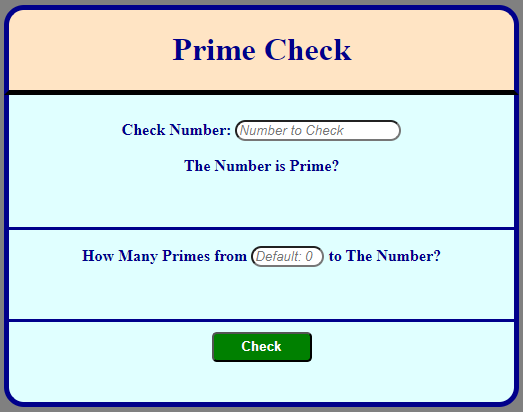 Prime Check
Check Number: Number to Check
The Number is Prime?
How Many Primes from Default: 0 to The Number?
Check